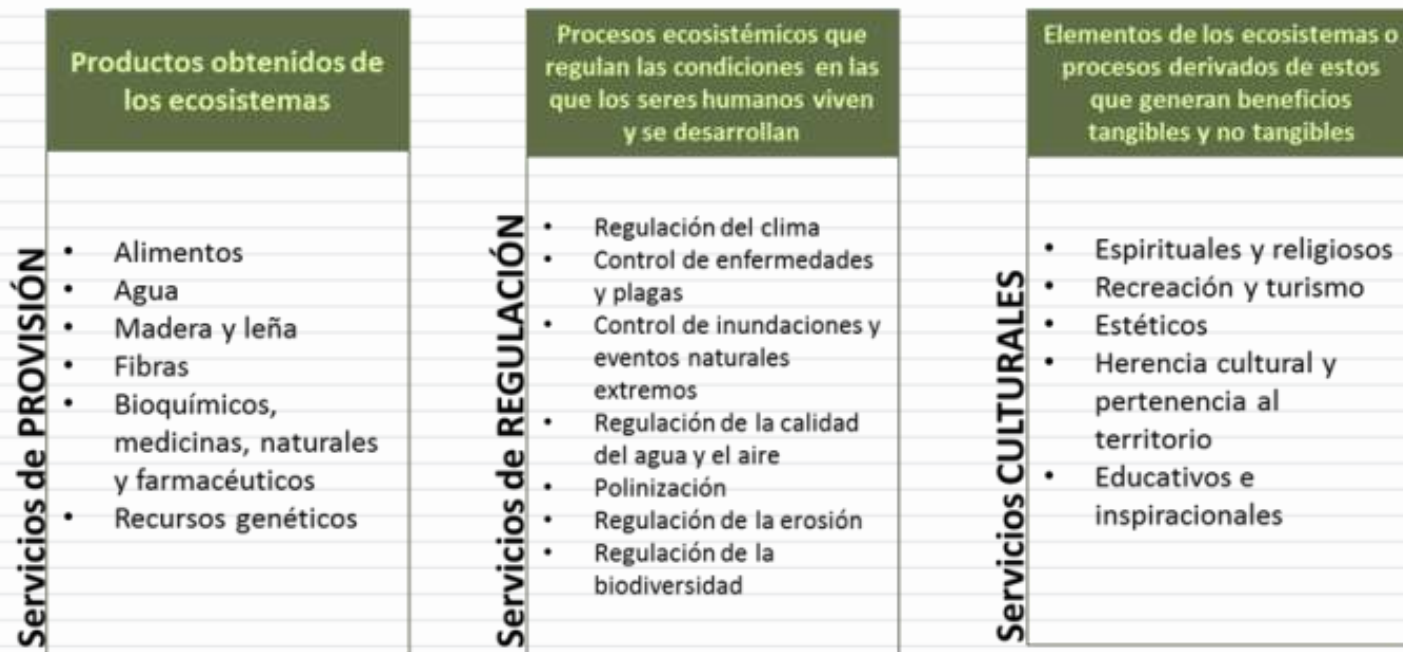 Productos obtenidos de
los ecosistemas
Servicios de PROVISIÓN
• Alimentos
• Agua
• Madera y leña
• Fibras
• Bioquímicos,
medicinas, naturales
y farmacéuticos
• Recursos genéticos
Procesos ecosistémicos que
regulan las condiciones en las
que los seres humanos viven
y se desarrollan
Servicios de REGULACIÓN
• Regulación del clima
• Control de enfermedades
y plagas
• Control de inundaciones y
eventos naturales
extremos
• Regulación de la calidad
del agua y el aire
• Polinización
• Regulación de la erosión
• Regulación de la
biodiversidad
Elementos de los ecosistemas o
procesos derivados de estos
que generan beneficios
tangibles y no tangibles
Servicios CULTURALES
• Espirituales y religiosos
• Recreación y turismo
• Estéticos
• Herencia cultural y
pertenencia al
territorio
• Educativos e
inspiracionales